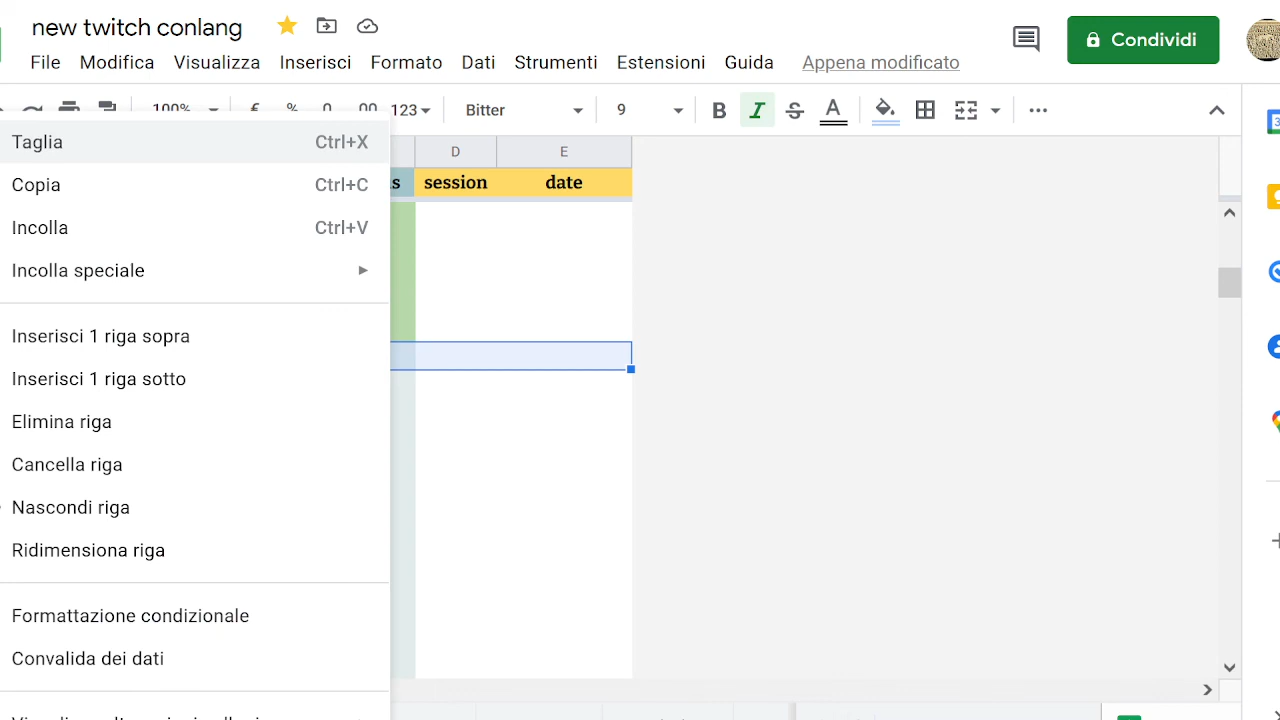 new twitch conlang
File Modifica Visualizza Inserisci Formato Dati Strumenti Estensioni Guida Appena modificato
Condividi
100% € % 0 00 123 Bitter 9 B I S A
D E
s session date
Taglia Ctrl+X
Copia Ctrl+C
Incolla Ctrl+V
Incolla speciale
Inserisci 1 riga sopra
Inserisci 1 riga sotto
Elimina riga
Cancella riga
Nascondi riga
Ridimensiona riga
Formattazione condizionale
Convalida dei dati